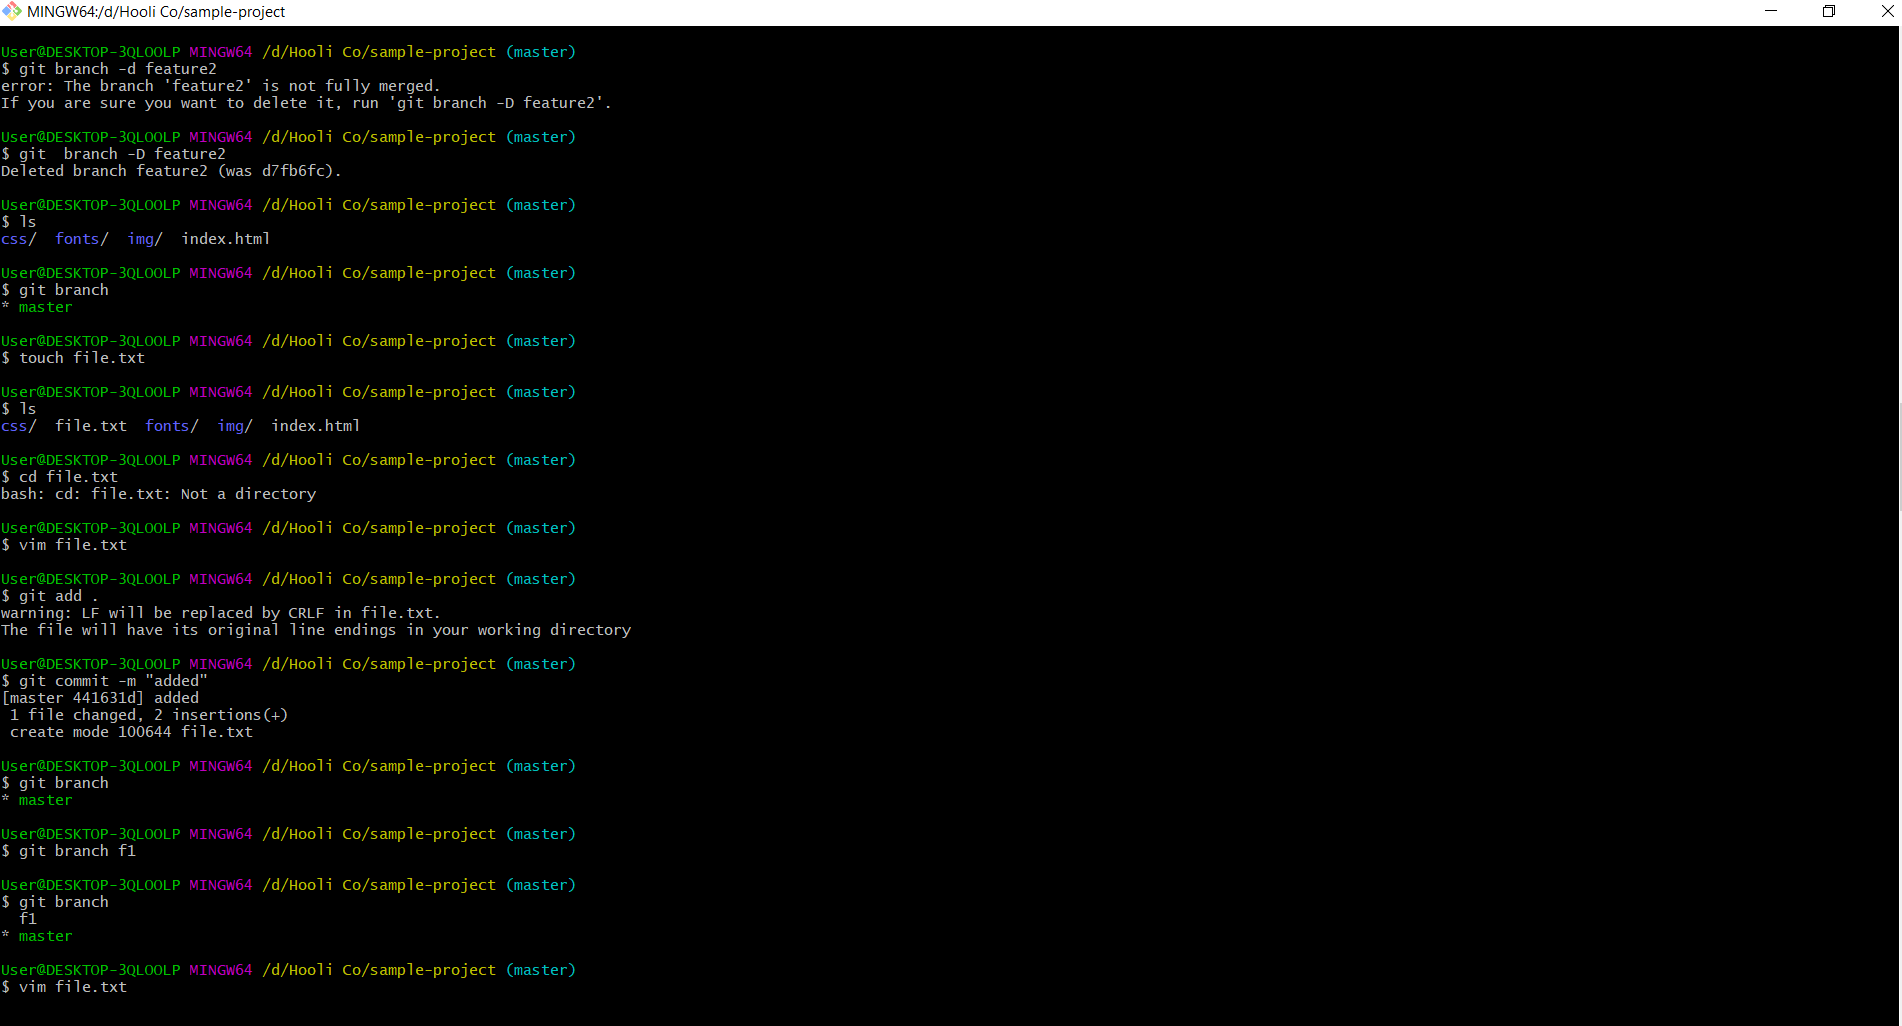 MINGW64:/d/Hooli Co/sample-project
User@DESKTOP-3QLOOLP MINGW64 /d/Hooli Co/sample-project (master)
$ git branch -d feature2
error: The branch 'feature2' is not fully merged.
If you are sure you want to delete it, run 'git branch -D feature2'.
User@DESKTOP-3QLOOLP MINGW64 /d/Hooli Co/sample-project (master)
$ git  branch -D feature2
Deleted branch feature2 (was d7fb6fc).
User@DESKTOP-3QLOOLP MINGW64 /d/Hooli Co/sample-project (master)
$ ls
css/  fonts/  img/  index.html
User@DESKTOP-3QLOOLP MINGW64 /d/Hooli Co/sample-project (master)
$ git branch
* master
User@DESKTOP-3QLOOLP MINGW64 /d/Hooli Co/sample-project (master)
$ touch file.txt
User@DESKTOP-3QLOOLP MINGW64 /d/Hooli Co/sample-project (master)
$ ls
css/  file.txt  fonts/  img/  index.html
User@DESKTOP-3QLOOLP MINGW64 /d/Hooli Co/sample-project (master)
$ cd file.txt
bash: cd: file.txt: Not a directory
User@DESKTOP-3QLOOLP MINGW64 /d/Hooli Co/sample-project (master)
$ vim file.txt
User@DESKTOP-3QLOOLP MINGW64 /d/Hooli Co/sample-project (master)
$ git add .
warning: LF will be replaced by CRLF in file.txt.
The file will have its original line endings in your working directory
User@DESKTOP-3QLOOLP MINGW64 /d/Hooli Co/sample-project (master)
$ git commit -m "added"
[master 441631d] added
 1 file changed, 2 insertions(+)
 create mode 100644 file.txt
User@DESKTOP-3QLOOLP MINGW64 /d/Hooli Co/sample-project (master)
$ git branch
* master
User@DESKTOP-3QLOOLP MINGW64 /d/Hooli Co/sample-project (master)
$ git branch f1
User@DESKTOP-3QLOOLP MINGW64 /d/Hooli Co/sample-project (master)
$ git branch
  f1
* master
User@DESKTOP-3QLOOLP MINGW64 /d/Hooli Co/sample-project (master)
$ vim file.txt